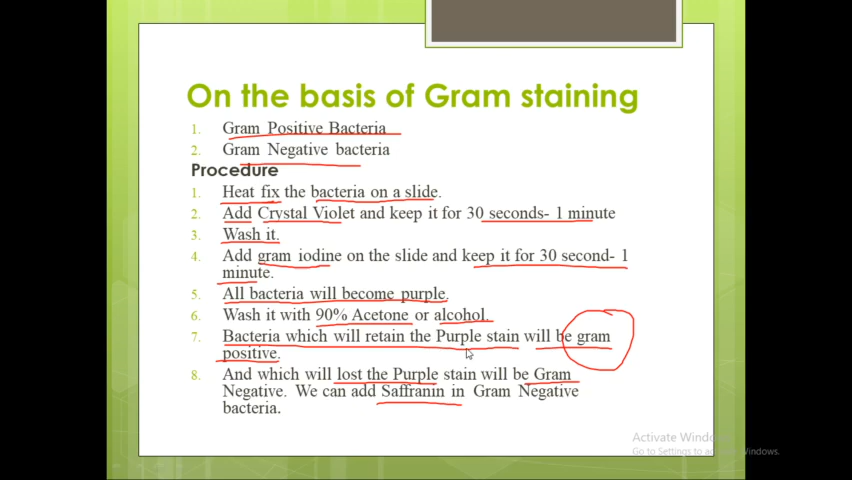 On the basis of Gram staining
1. Gram Positive Bacteria
2. Gram Negative bacteria
Procedure
1. Heat fix the bacteria on a slide.
2. Add Crystal Violet and keep it for 30 seconds- 1 minute
3. Wash it.
4. Add gram iodine on the slide and keep it for 30 second- 1
minute.
5. All bacteria will become purple.
6. Wash it with 90% Acetone or alcohol.
7. Bacteria which will retain the Purple stain will be gram
positive.
8. And which will lost the Purple stain will be Gram
Negative. We can add Saffranin in Gram Negative
bacteria.
Activate Windows
Go to Settings to activate Windows.